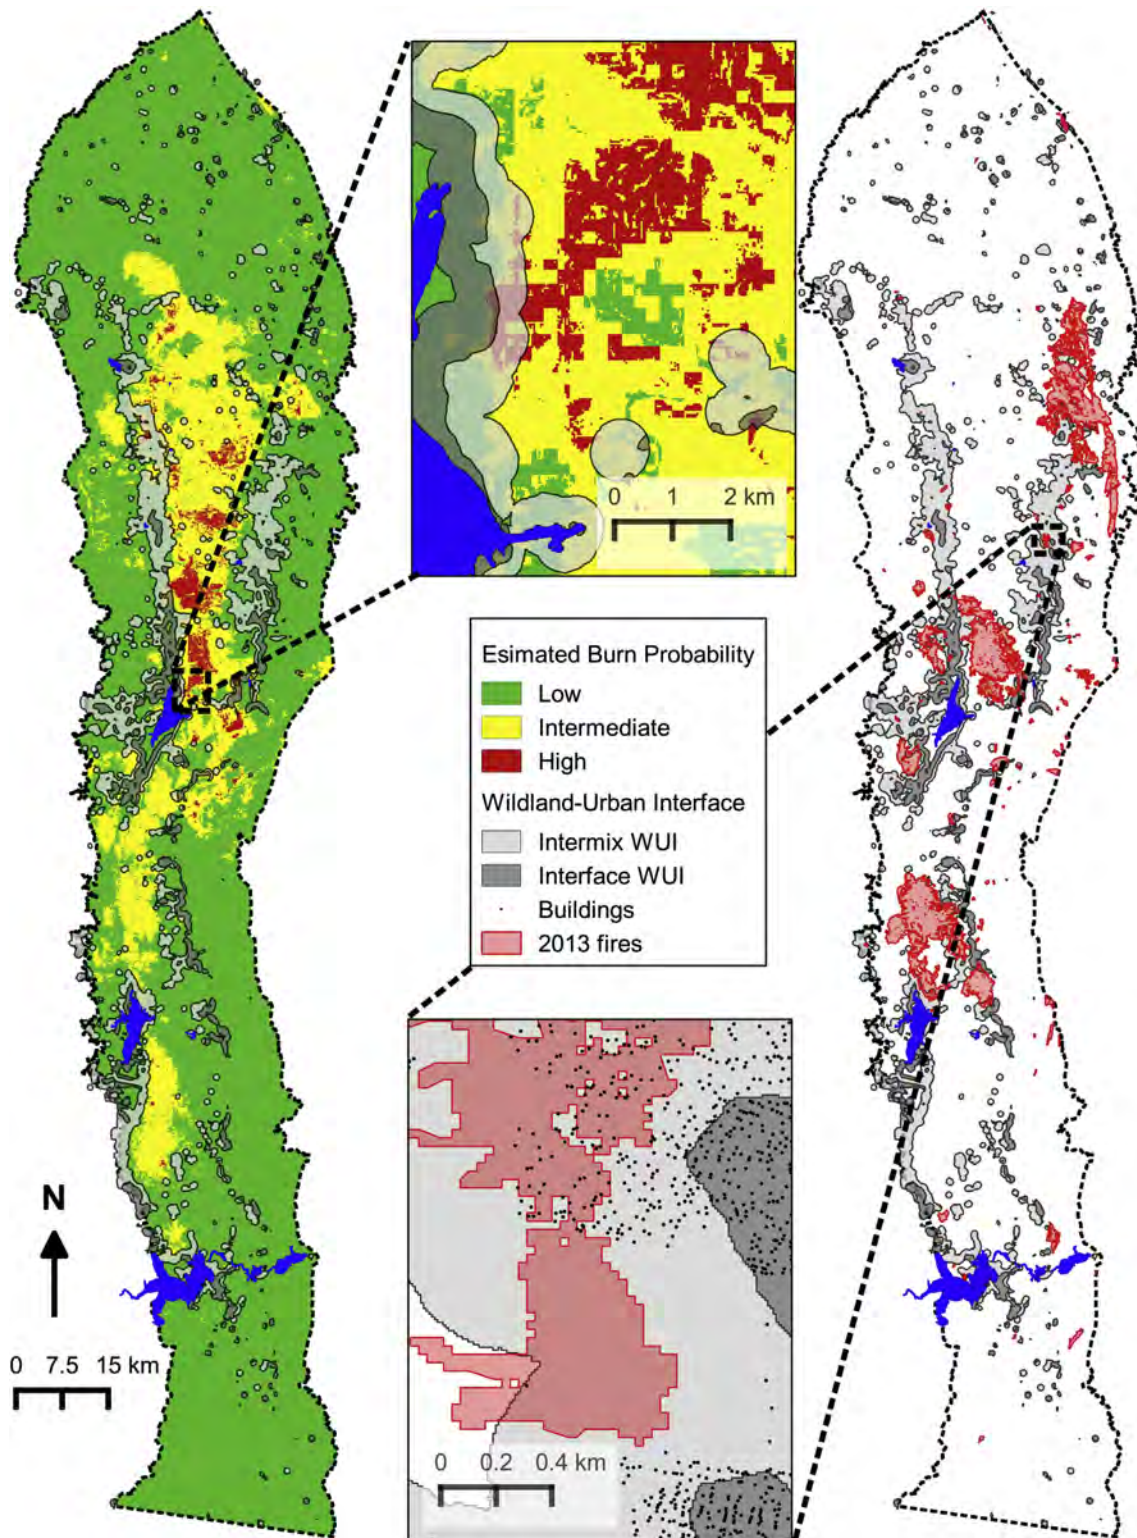 0 1 2 km
Esimated Burn Probability
Low
Intermediate
High
Wildland-Urban Interface
Intermix WUI
Interface WUI
Buildings
2013 fires
N
0 7.5 15 km
0 0.2 0.4 km